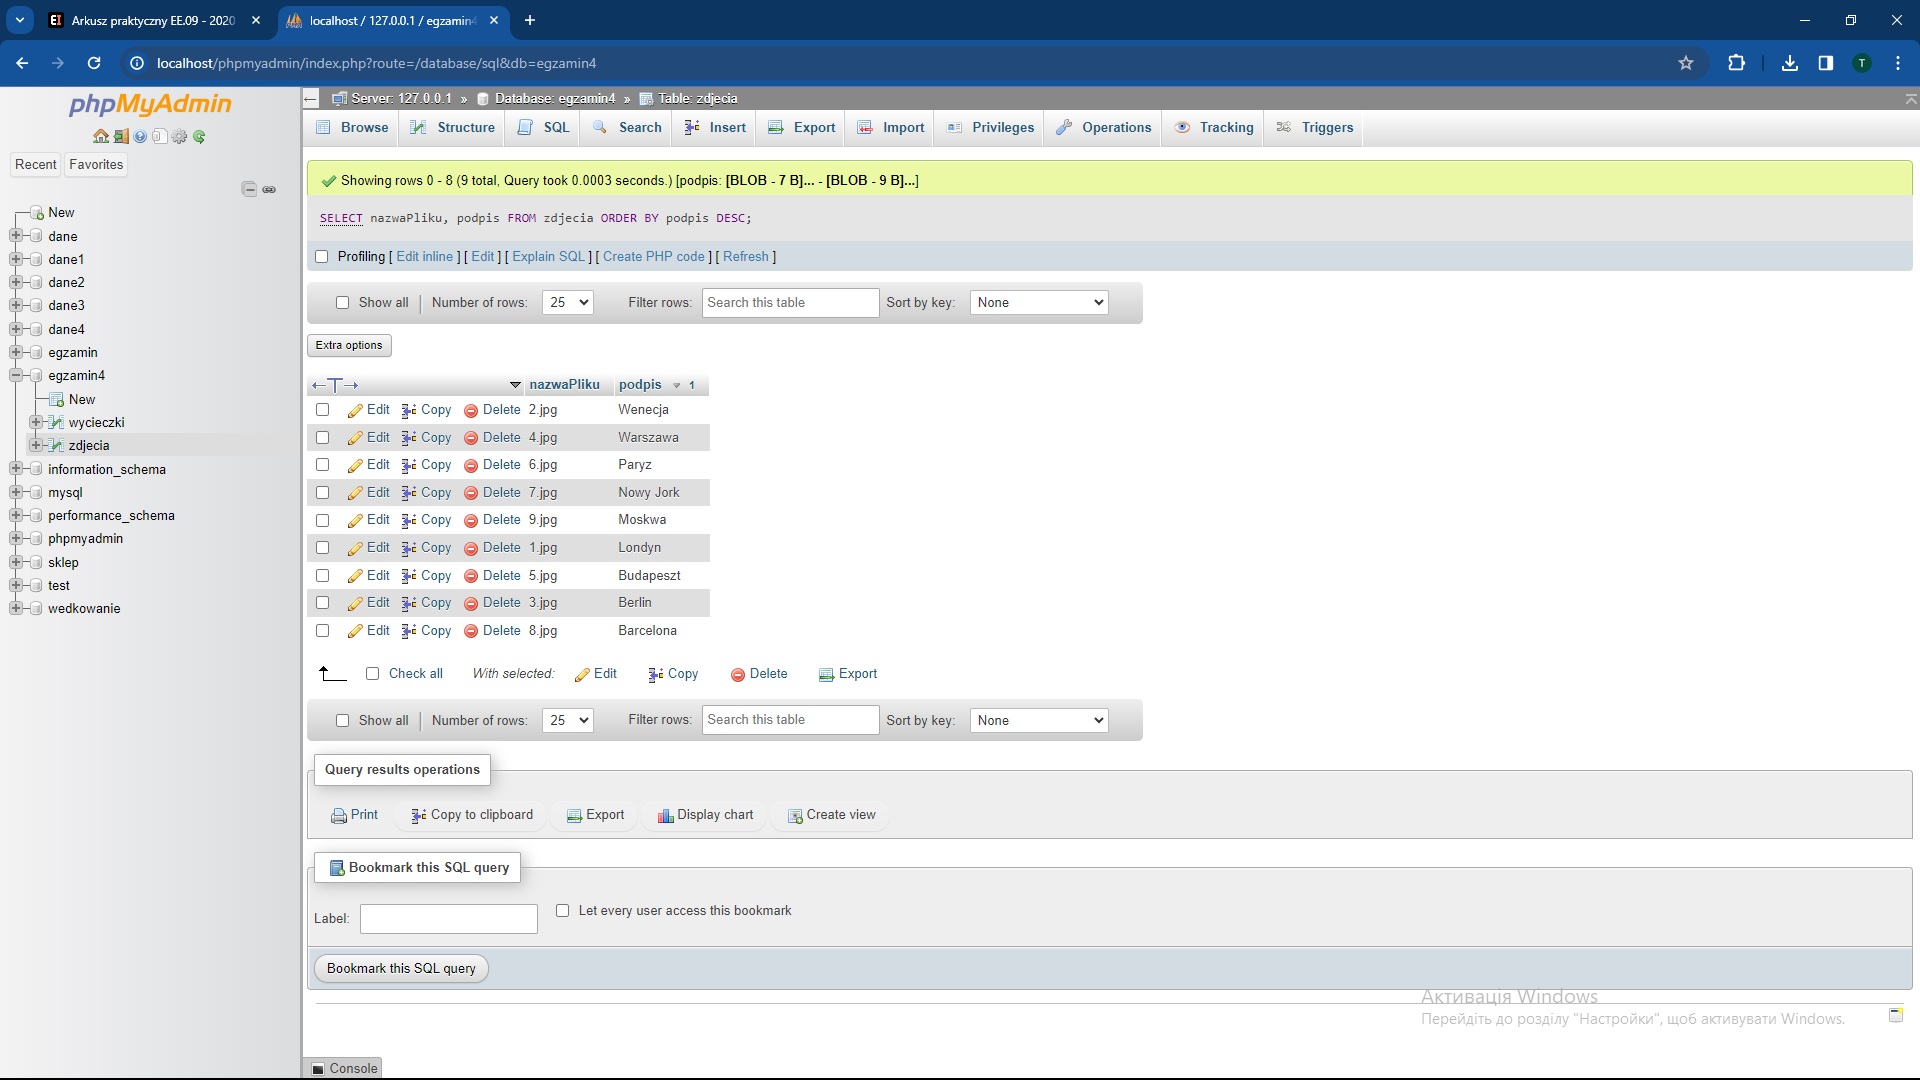 Arkusz praktyczny EE.09 - 2020
localhost / 127.0.0.1 / egzamin4
localhost/phpmyadmin/index.php?route=/database/sql&db=egzamin4
T
phpMyAdmin
Recent
Favorites
New
dane
dane1
dane2
dane3
dane4
egzamin
egzamin4
New
wycieczki
zdjecia
information_schema
mysql
performance_schema
phpmyadmin
sklep
test
wedkowanie
Server: 127.0.0.1 » Database: egzamin4 » Table: zdjecia
Browse Structure SQL Search Insert Export Import Privileges Operations Tracking Triggers
Showing rows 0 - 8 (9 total, Query took 0.0003 seconds.) [podpis: [BLOB - 7 B]... - [BLOB - 9 B]...]
SELECT nazwaPliku, podpis FROM zdjecia ORDER BY podpis DESC;
Profiling [ Edit inline ] [ Edit ] [ Explain SQL ] [ Create PHP code ] [ Refresh ]
Show all Number of rows: 25 Filter rows: Search this table Sort by key: None
Extra options
←T→ nazwaPliku podpis 1
Edit Copy Delete 2.jpg Wenecja
Edit Copy Delete 4.jpg Warszawa
Edit Copy Delete 6.jpg Paryz
Edit Copy Delete 7.jpg Nowy Jork
Edit Copy Delete 9.jpg Moskwa
Edit Copy Delete 1.jpg Londyn
Edit Copy Delete 5.jpg Budapeszt
Edit Copy Delete 3.jpg Berlin
Edit Copy Delete 8.jpg Barcelona
Check all With selected: Edit Copy Delete Export
Show all Number of rows: 25 Filter rows: Search this table Sort by key: None
Query results operations
Print Copy to clipboard Export Display chart Create view
Bookmark this SQL query
Label: Let every user access this bookmark
Bookmark this SQL query
Активація Windows
Перейдіть до розділу "Настройки", щоб активувати Windows.
Console